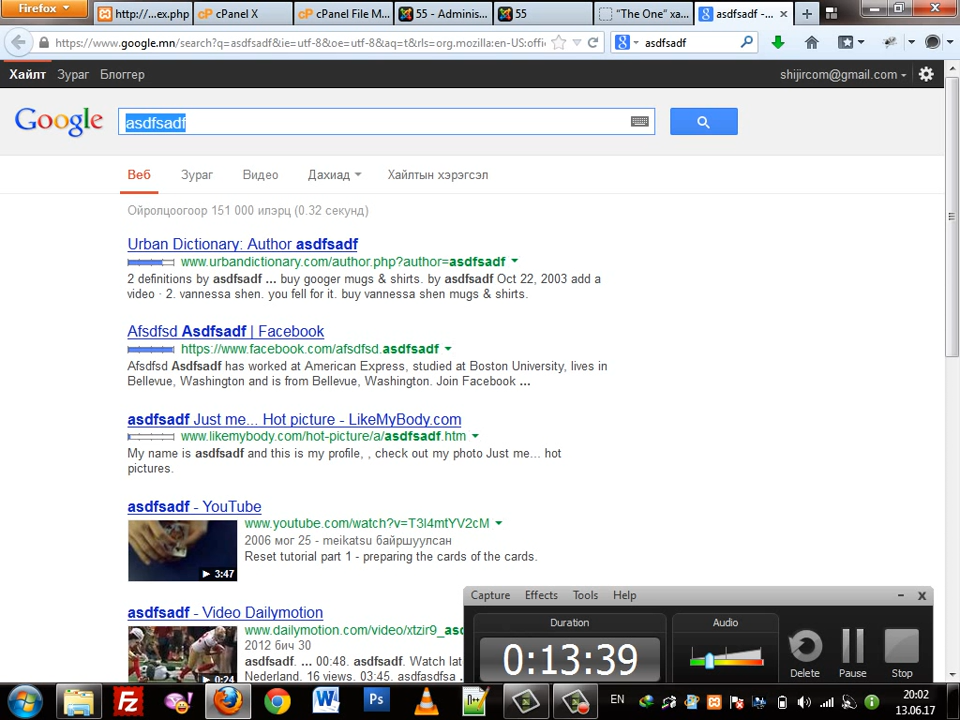 Firefox
http://...ex.php
cPanel X
cPanel File M...
55 - Adminis...
55
"The One" ха...
asdfsadf -...
https://www.google.mn/search?q=asdfsadf&ie=utf-8&oe=utf-8&aq=t&rls=org.mozilla:en-US:offi
asdfsadf
Хайлт Зураг Блоггер
shijircom@gmail.com
Google
asdfsadf
Веб Зураг Видео Дахиад Хайлтын хэрэгсэл
Ойролцоогоор 151 000 илэрц (0.32 секунд)
Urban Dictionary: Author asdfsadf
www.urbandictionary.com/author.php?author=asdfsadf
2 definitions by asdfsadf ... buy googer mugs & shirts. by asdfsadf Oct 22, 2003 add a
video · 2. vannessa shen. you fell for it. buy vannessa shen mugs & shirts.
Afsdfsd Asdfsadf | Facebook
https://www.facebook.com/afsdfsd.asdfsadf
Afsdfsd Asdfsadf has worked at American Express, studied at Boston University, lives in
Bellevue, Washington and is from Bellevue, Washington. Join Facebook ...
asdfsadf Just me... Hot picture - LikeMyBody.com
www.likemybody.com/hot-picture/a/asdfsadf.htm
My name is asdfsadf and this is my profile, , check out my photo Just me... hot
pictures.
asdfsadf - YouTube
www.youtube.com/watch?v=T3l4mtYV2cM
2006 мог 25 - meikatsu байршуулсан
Reset tutorial part 1 - preparing the cards of the cards.
3:47
asdfsadf - Video Dailymotion
www.dailymotion.com/video/xtzir9_asd
2012 бич 30
asdfsadf. ... 00:48. asdfsadf. Watch lat
Nederland. 16 views. 03:45. asdfasdfsa
0:24
Capture Effects Tools Help
Duration
Audio
0:13:39
Delete Pause Stop
Fz
W
Ps
EN
20:02
13.06.17